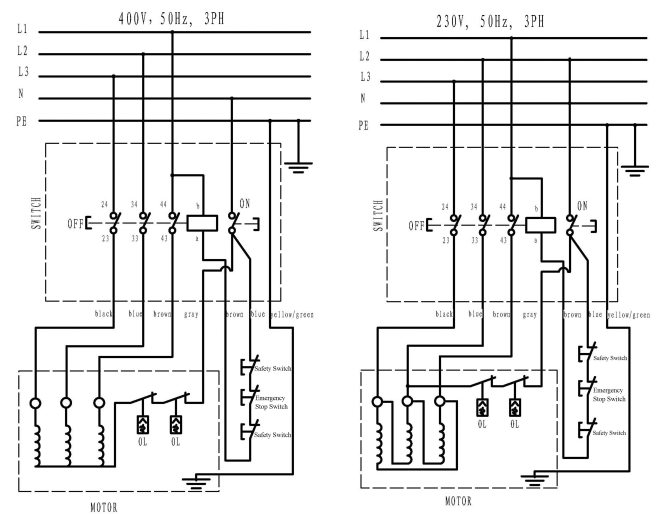 400V, 50Hz, 3PH
L1
L2
L3
N
PE
24
34
44
b
ON
OFF
SWITCH
23
33
43
a
black
blue
brown
gray
brown
blue
yellow/green
Safety Switch
Emergency
Stop Switch
Safety Switch
OL
OL
MOTOR
230V, 50Hz, 3PH
L1
L2
L3
N
PE
24
34
44
b
ON
OFF
SWITCH
23
33
43
a
black
blue
brown
gray
brown
blue
yellow/green
Safety Switch
Emergency
Stop Switch
Safety Switch
OL
OL
MOTOR